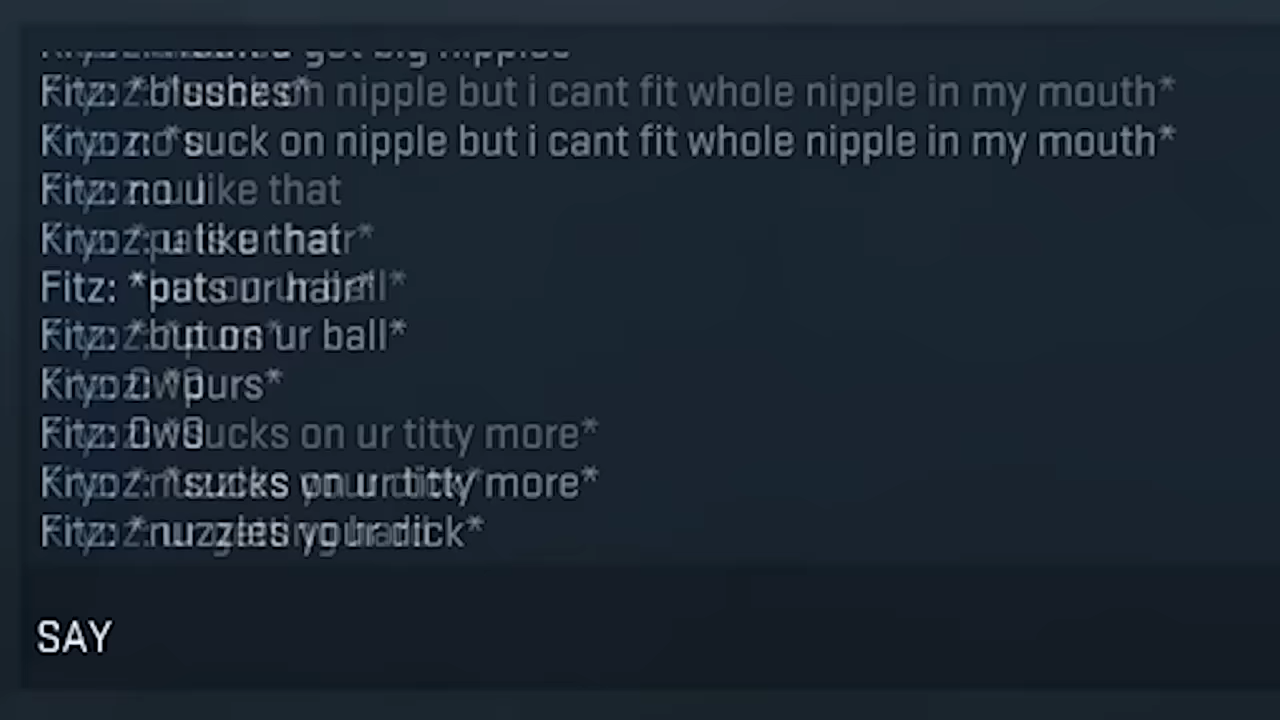 Fitz: *blushes*
Kryoz: *suck on nipple but i cant fit whole nipple in my mouth*
Fitz: no u
Kryoz: u like that
Fitz: *pats ur hair*
Fitz: *but on ur ball*
Kryoz: *purs*
Fitz: OwO
Kryoz: *sucks on ur titty more*
Fitz: *nuzzles your dick*
SAY